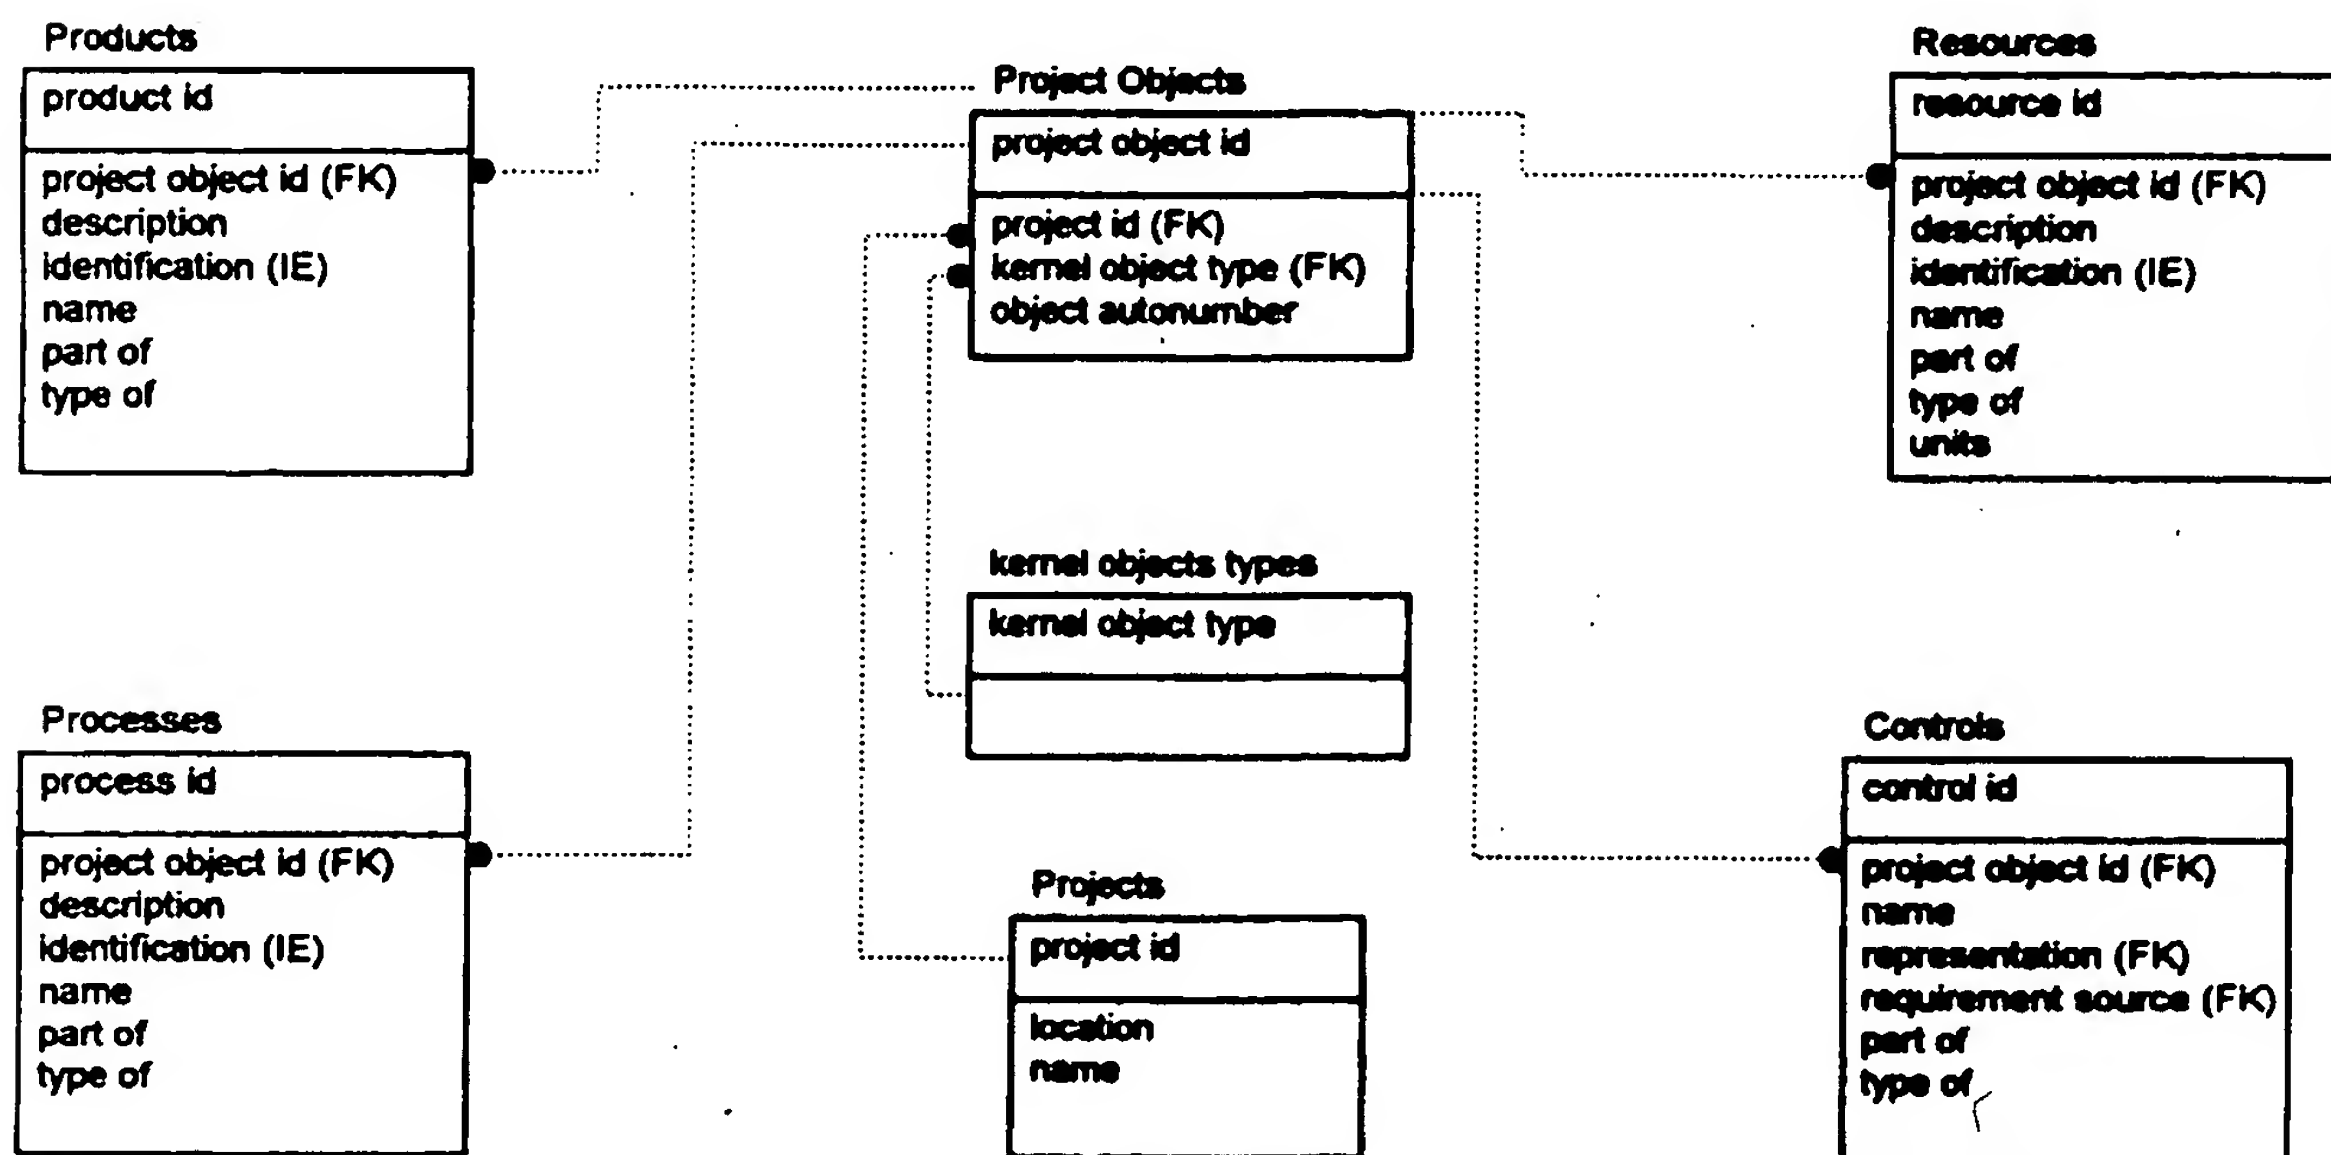 Products
product id
project object id (FK)
description
identification (IE)
name
part of
type of
Project Objects
project object id
project id (FK)
kernel object type (FK)
object autonumber
Resources
resource id
project object id (FK)
description
identification (IE)
name
part of
type of
units
kernel objects types
kernel object type
Processes
process id
project object id (FK)
description
identification (IE)
name
part of
type of
Projects
project id
location
name
Controls
control id
project object id (FK)
name
representation (FK)
requirement source (FK)
part of
type of